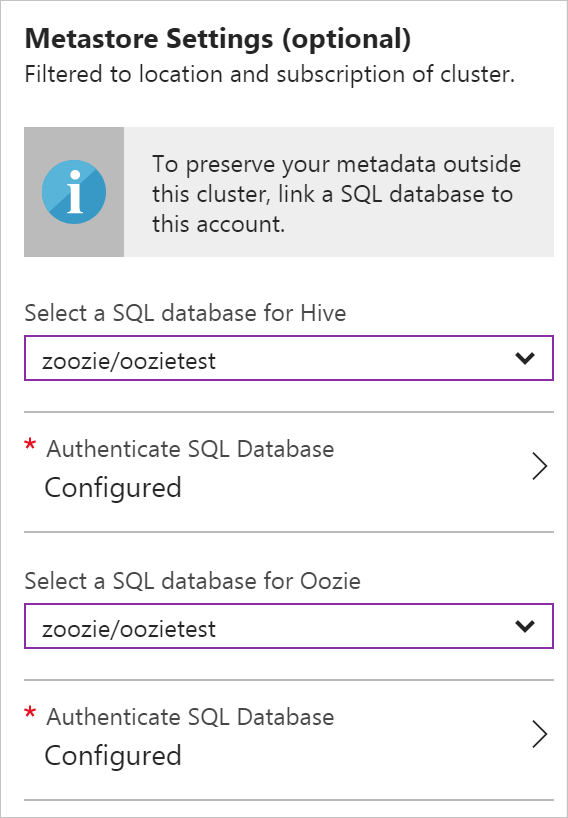 Metastore Settings (optional)
Filtered to location and subscription of cluster.
To preserve your metadata outside
this cluster, link a SQL database to
this account.
Select a SQL database for Hive
zoozie/oozietest
* Authenticate SQL Database
Configured
Select a SQL database for Oozie
zoozie/oozietest
* Authenticate SQL Database
Configured